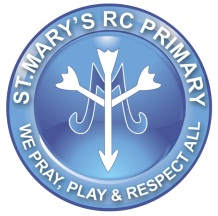 ST.MARY'S RC PRIMARY
WE PRAY, PLAY & RESPECT ALL